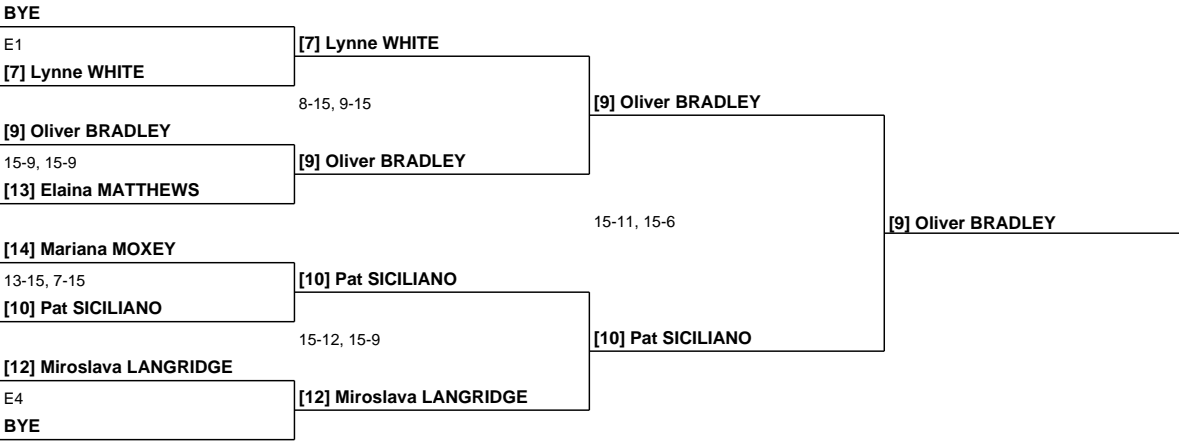 BYE
E1
[7] Lynne WHITE
[7] Lynne WHITE
8-15, 9-15
[9] Oliver BRADLEY
[9] Oliver BRADLEY
15-9, 15-9
[9] Oliver BRADLEY
[13] Elaina MATTHEWS
15-11, 15-6
[9] Oliver BRADLEY
[14] Mariana MOXEY
13-15, 7-15
[10] Pat SICILIANO
[10] Pat SICILIANO
15-12, 15-9
[10] Pat SICILIANO
[12] Miroslava LANGRIDGE
E4
[12] Miroslava LANGRIDGE
BYE